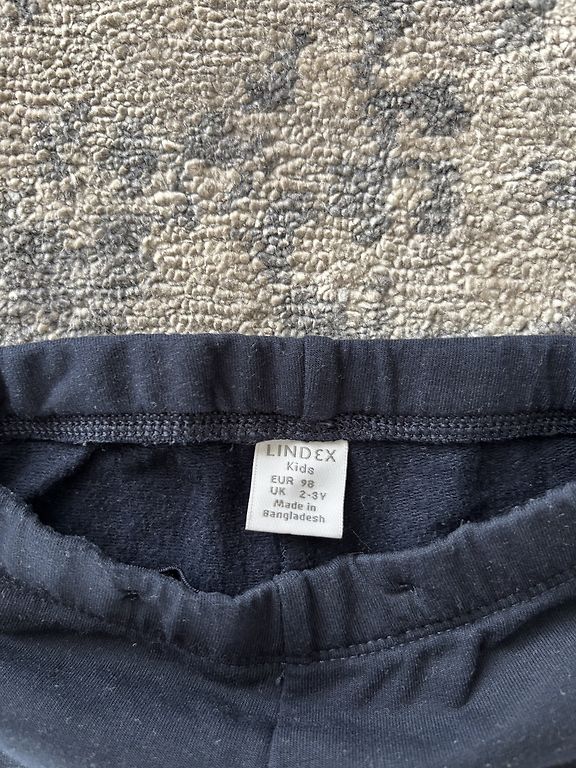 LINDEX
Kids
EUR 98
UK 2-3Y
Made in
Bangladesh